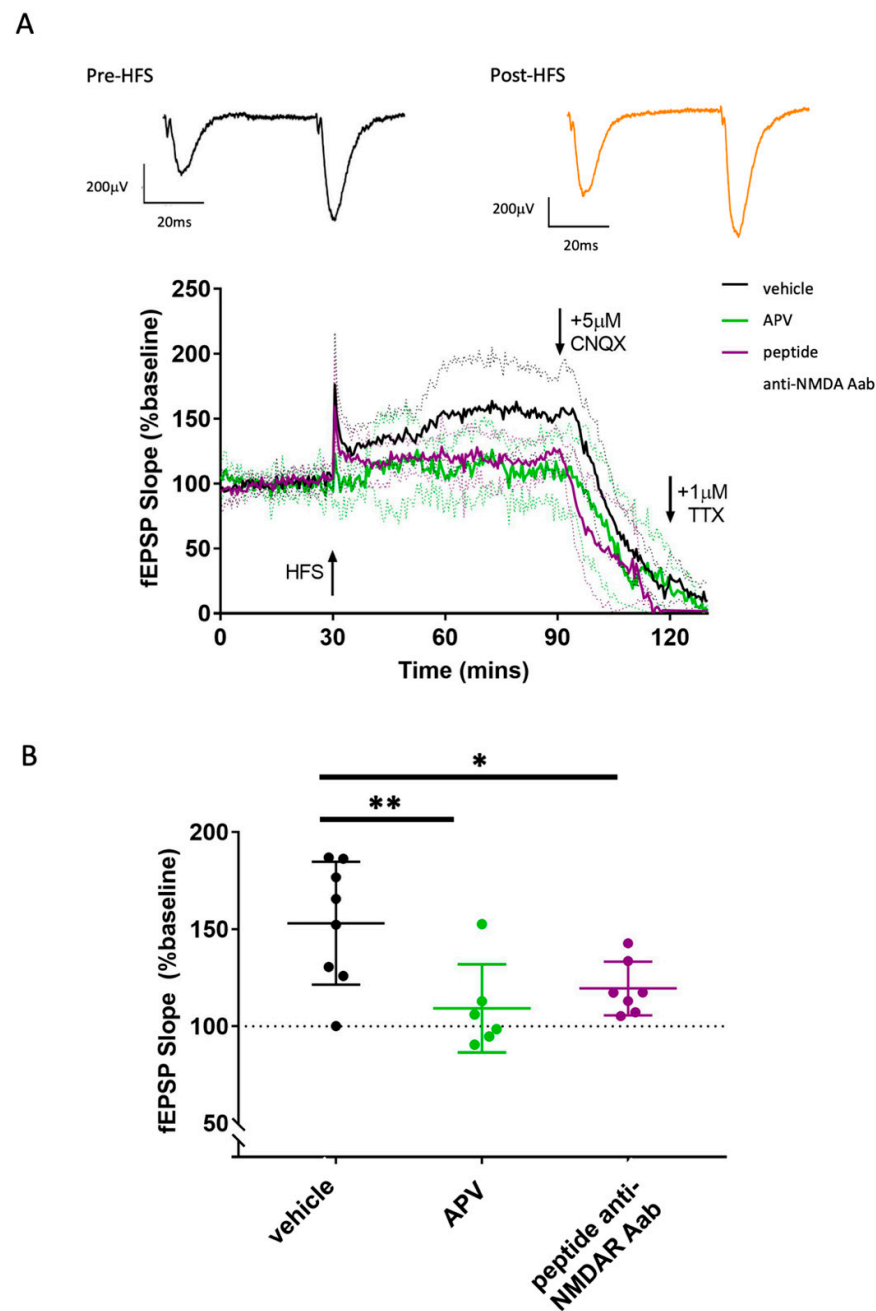 A
Pre-HFS
Post-HFS
200μV
20ms
200μV
20ms
vehicle
APV
peptide
anti-NMDA Aab
fEPSP Slope (%baseline)
250
200
150
100
50
0
+5μM
CNQX
+1μM
TTX
HFS
0 30 60 90 120
Time (mins)
B
*
**
fEPSP Slope (%baseline)
200
150
100
50
vehicle
APV
peptide anti-
NMDAR Aab